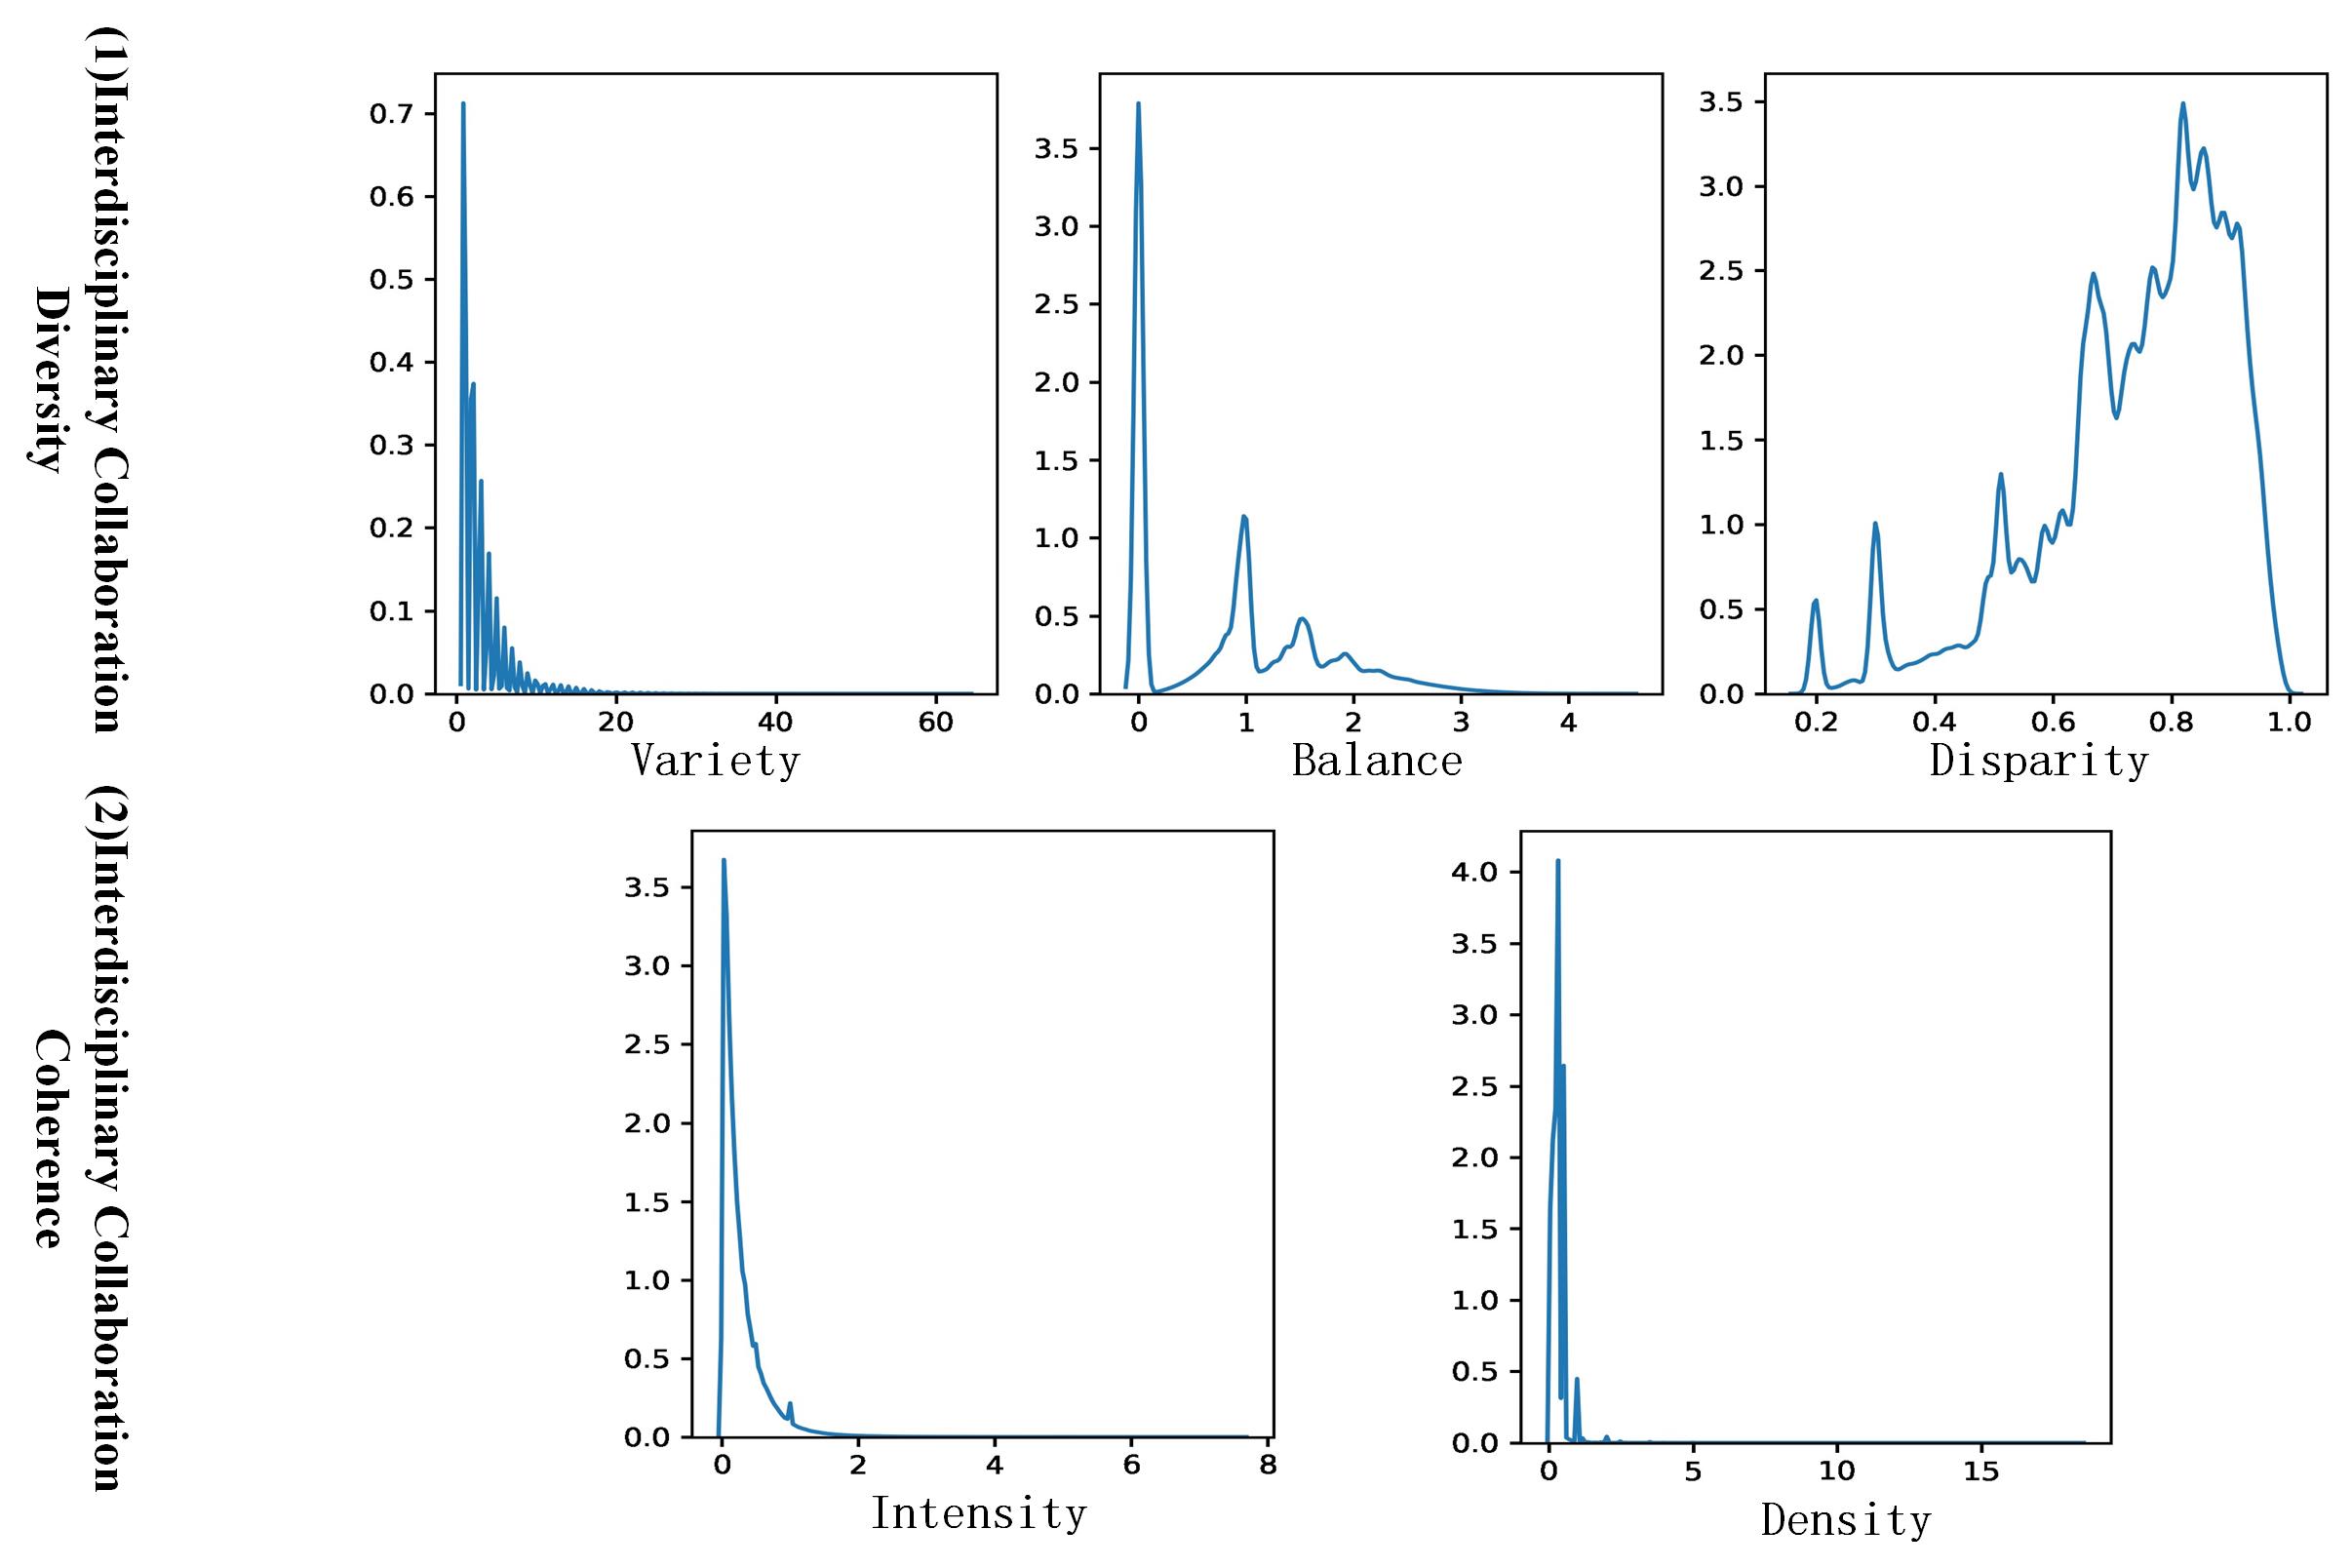 (1)Interdisciplinary Collaboration
Diversity
0.7
0.6
0.5
0.4
0.3
0.2
0.1
0.0
0 20 40 60
Variety
3.5
3.0
2.5
2.0
1.5
1.0
0.5
0.0
0 1 2 3 4
Balance
3.5
3.0
2.5
2.0
1.5
1.0
0.5
0.0
0.2 0.4 0.6 0.8 1.0
Disparity
(2)Interdisciplinary Collaboration
Coherence
3.5
3.0
2.5
2.0
1.5
1.0
0.5
0.0
0 2 4 6 8
Intensity
4.0
3.5
3.0
2.5
2.0
1.5
1.0
0.5
0.0
0 5 10 15
Density